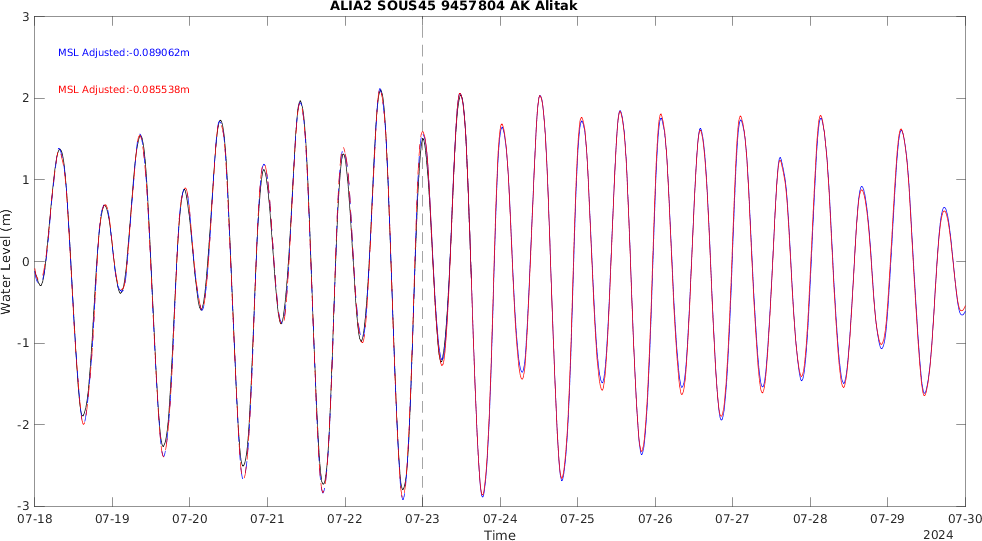 ALIA2 SOUS45 9457804 AK Alitak
MSL Adjusted:-0.089062m
MSL Adjusted:-0.085538m
Water Level (m)
3
2
1
0
-1
-2
-3
07-18 07-19 07-20 07-21 07-22 07-23 07-24 07-25 07-26 07-27 07-28 07-29 07-30
Time
2024